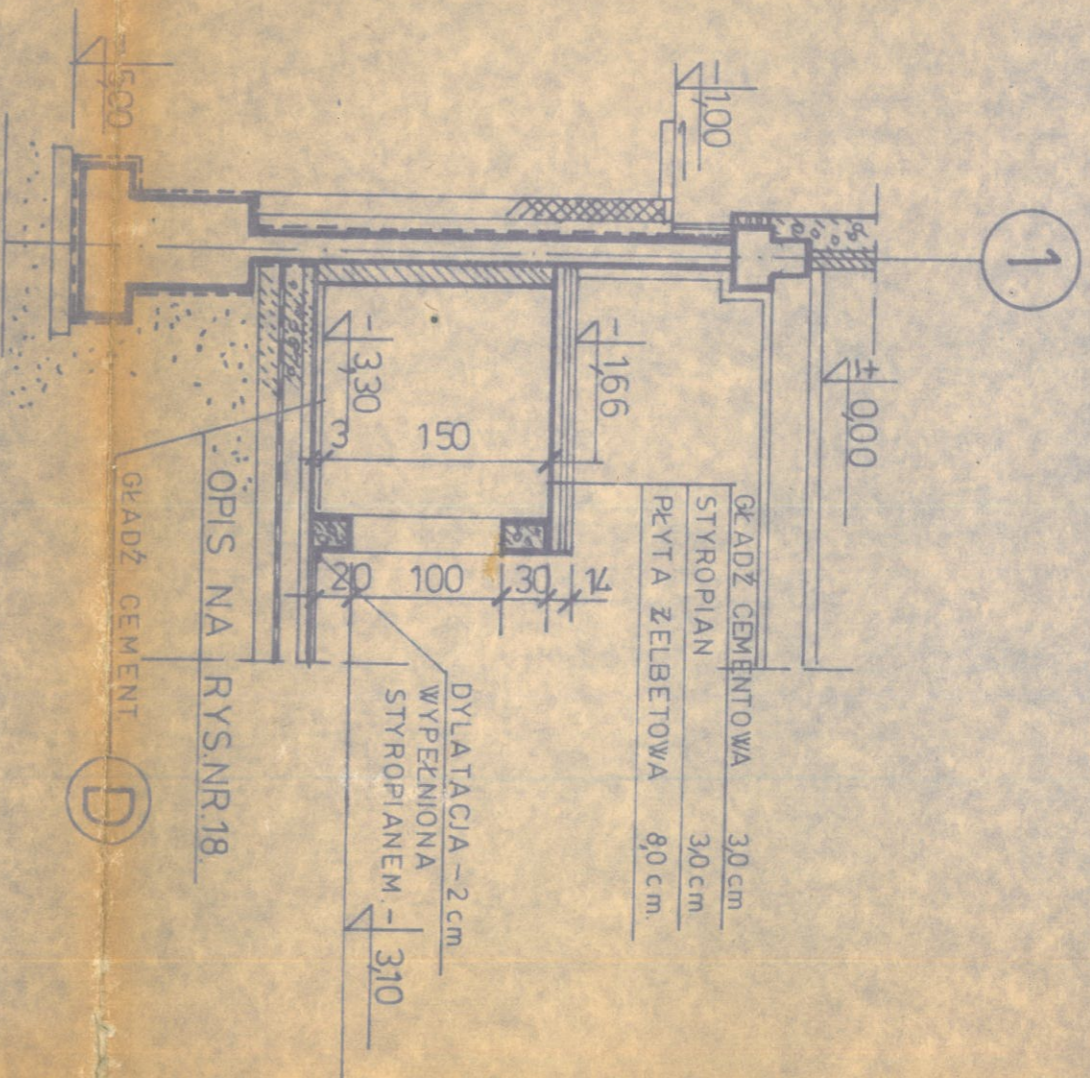 1
±0,00
-1,00
-1,66
GŁADŹ CEMENTOWA 3,0 cm
STYROPIAN 3,0 cm
PŁYTA ŻELBETOWA 8,0 cm.
150
3
-3,30
14
30
100
20
DYLATACJA - 2 cm
WYPEŁNIONA
STYROPIANEM.
-3,10
OPIS NA RYS.NR.18.
GŁADŹ CEMENT
D
-5,00